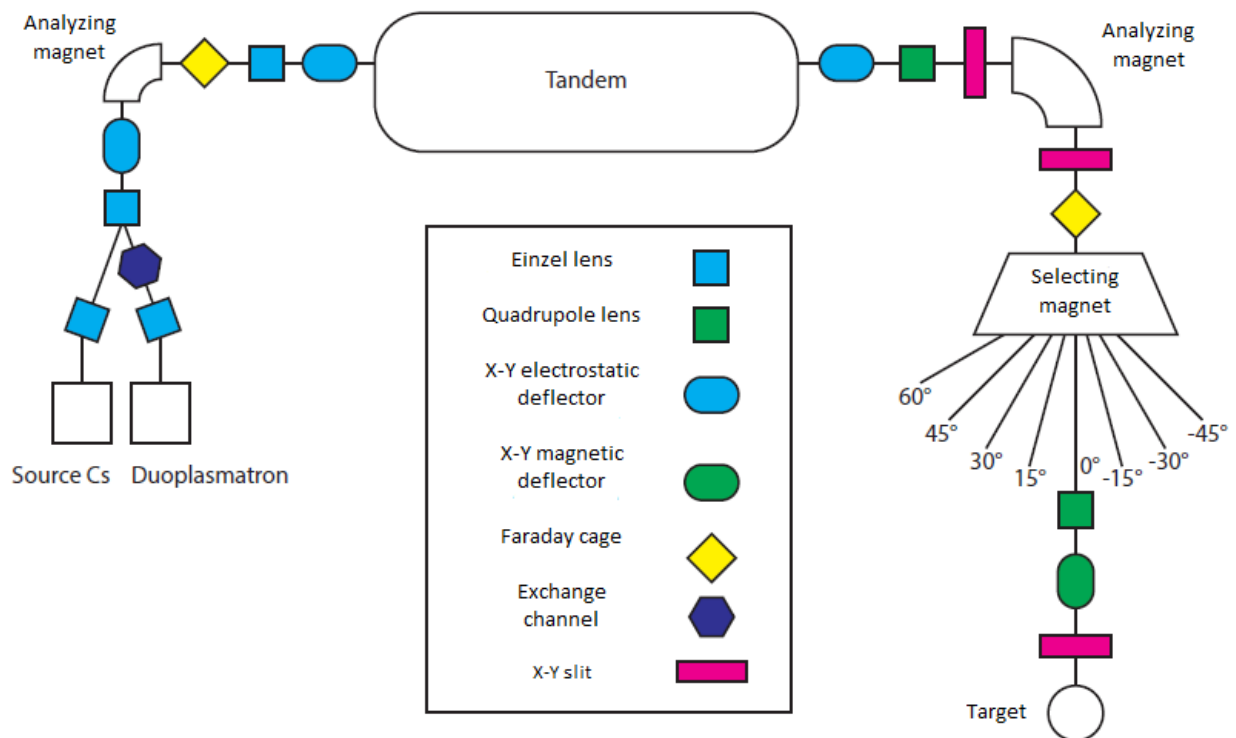 Analyzing
magnet
Tandem
Analyzing
magnet
Selecting
magnet
60°
45°
30°
15°
0°
-15°
-30°
-45°
Source Cs
Duoplasmatron
Einzel lens
Quadrupole lens
X-Y electrostatic
deflector
X-Y magnetic
deflector
Faraday cage
Exchange
channel
X-Y slit
Target